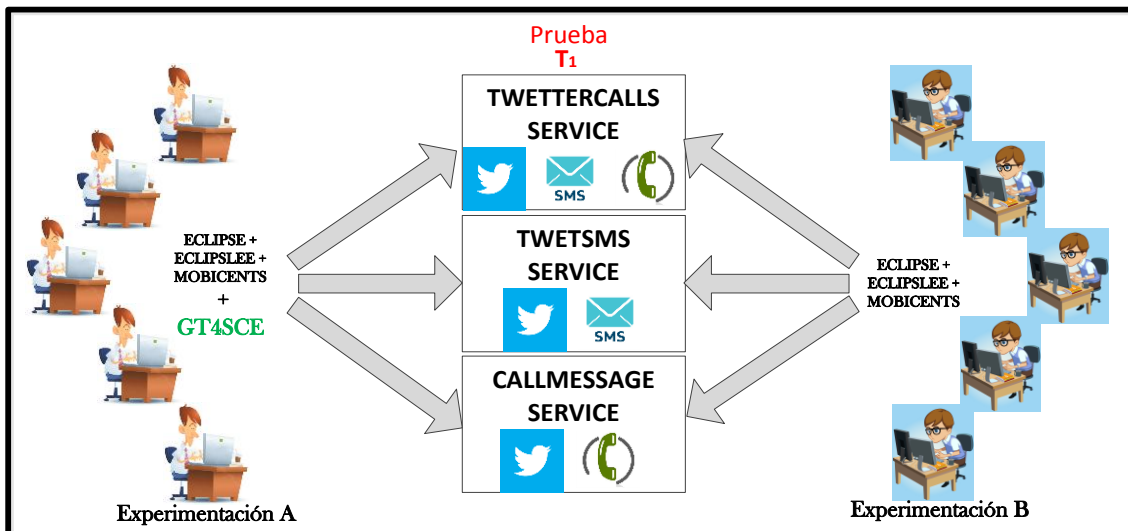 Prueba
T1
TWETTERCALLS
SERVICE
SMS
TWETSMS
SERVICE
SMS
CALLMESSAGE
SERVICE
ECLIPSE +
ECLIPSLEE +
MOBICENTS
+
GT4SCE
Experimentación A
ECLIPSE +
ECLIPSLEE +
MOBICENTS
Experimentación B